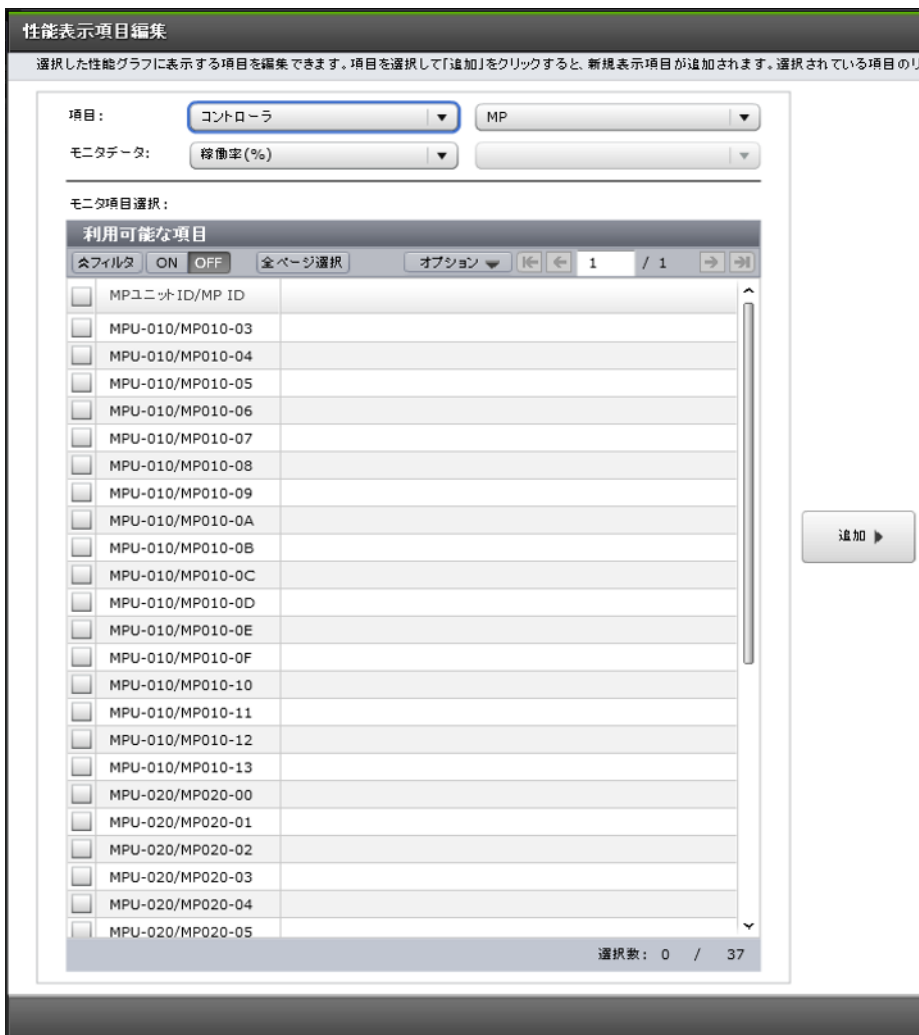 性能表示項目編集
選択した性能グラフに表示する項目を編集できます。項目を選択して「追加」をクリックすると、新規表示項目が追加されます。選択されている項目のリ
項目: コントローラ MP
モニタデータ: 稼働率(%)
モニタ項目選択:
利用可能な項目
フィルタ ON OFF 全ページ選択 オプション 1 / 1
MPユニットID/MP ID
MPU-010/MP010-03
MPU-010/MP010-04
MPU-010/MP010-05
MPU-010/MP010-06
MPU-010/MP010-07
MPU-010/MP010-08
MPU-010/MP010-09
MPU-010/MP010-0A
MPU-010/MP010-0B
MPU-010/MP010-0C
MPU-010/MP010-0D
MPU-010/MP010-0E
MPU-010/MP010-0F
MPU-010/MP010-10
MPU-010/MP010-11
MPU-010/MP010-12
MPU-010/MP010-13
MPU-020/MP020-00
MPU-020/MP020-01
MPU-020/MP020-02
MPU-020/MP020-03
MPU-020/MP020-04
MPU-020/MP020-05
選択数: 0 / 37
追加